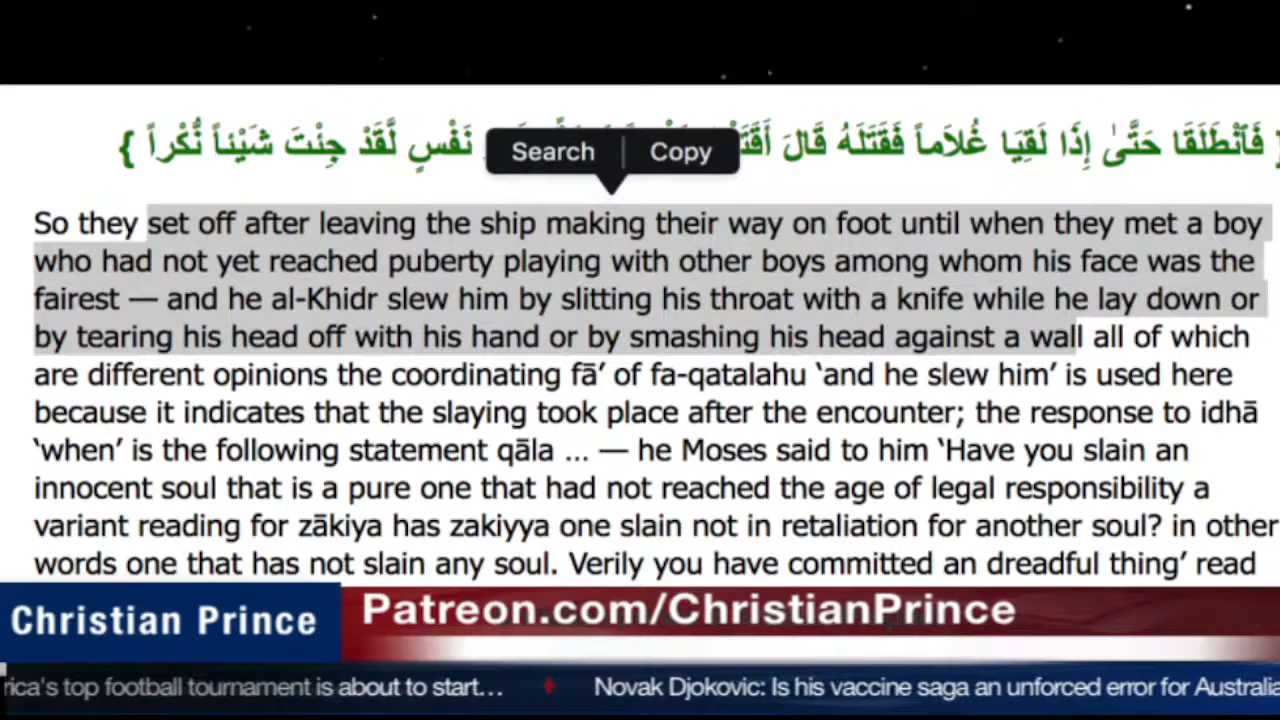 فَٱنْطَلَقَا حَتَّىٰ إِذَا لَقِيَا غُلاَماً فَقَتَلَهُ قَالَ نَفْسٍ لَّقَدْ جِئْتَ شَيْئاً نُّكْراً }
Search Copy
So they set off after leaving the ship making their way on foot until when they met a boy
who had not yet reached puberty playing with other boys among whom his face was the
fairest — and he al-Khidr slew him by slitting his throat with a knife while he lay down or
by tearing his head off with his hand or by smashing his head against a wall all of which
are different opinions the coordinating fā’ of fa-qatalahu ‘and he slew him’ is used here
because it indicates that the slaying took place after the encounter; the response to idhā
‘when’ is the following statement qāla ... — he Moses said to him ‘Have you slain an
innocent soul that is a pure one that had not reached the age of legal responsibility a
variant reading for zākiya has zakiyya one slain not in retaliation for another soul? in other
words one that has not slain any soul. Verily you have committed an dreadful thing’ read
Christian Prince
Patreon.com/ChristianPrince
rica's top football tournament is about to start... Novak Djokovic: Is his vaccine saga an unforced error for Australia